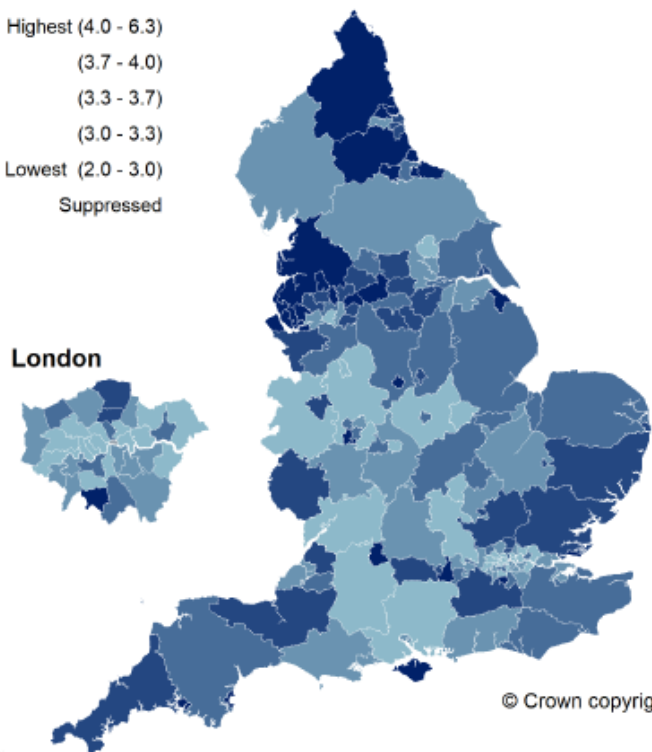 Highest (4.0 - 6.3)
(3.7 - 4.0)
(3.3 - 3.7)
(3.0 - 3.3)
Lowest (2.0 - 3.0)
Suppressed
London
© Crown copyrig